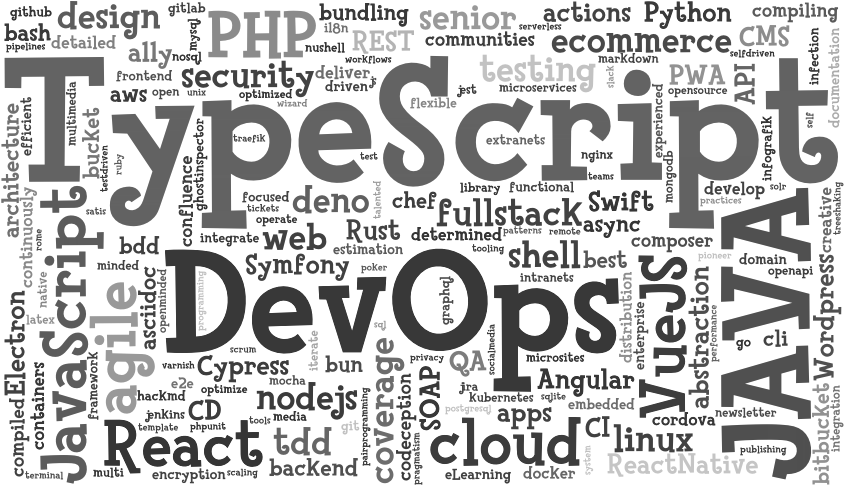 github
gitlab
bundling
senior
actions
Python
compiling
bash
design
mysql
PHP
il8n
REST
serverless
communities
ecommerce
CMS
pipelines
detailed
ally
nosql
nushell
workflows
selfdriven
infection
documentation
frontend
security
deliver
js
testing
markdown
slack
PWA
API
aws
open
unix
optimized
driven
jest
microservices
opensource
TypeScript
architecture
efficient
multimedia
bucket
wizard
flexible
experienced
testdriven
ruby
traefik
extranets
nginx
infografik
self
test
teams
mongodb
confluence
ghostinspector
continuously
satis
focused
tickets
operate
deno
talented
chef
library
functional
Swift
develop
solr
practices
treeshaking
creative
fullstack
patterns
remote
async
JavaScript
rome
minded
bdd
integrate
web
Rust
estimation
determined
tooling
shell
best
composer
pioneer
domain
openapi
JAVA
Wordpress
native
latex
Symfony
poker
intranets
asciidoc
openminded
programming
DevOps
graphql
distribution
enterprise
VueJS
abstraction
performance
go
cli
Electron
agile
scrum
iterate
sql
privacy
socialmedia
microsites
varnish
Cypress
bun
coverage
QA
compiled
containers
framework
e2e
optimize
mocha
SOAP
jra
kubernetes
sqlite
Angular
hackmd
nodejs
embedded
newsletter
bitbucket
integration
jenkins
CD
tools
media
git
pairprogramming
codeception
postgresql
apps
cordova
template
phpunit
React
tdd
cloud
CI
linux
publishing
terminal
multi
encryption
scaling
backend
pragmatism
eLearning
docker
system
ReactNative